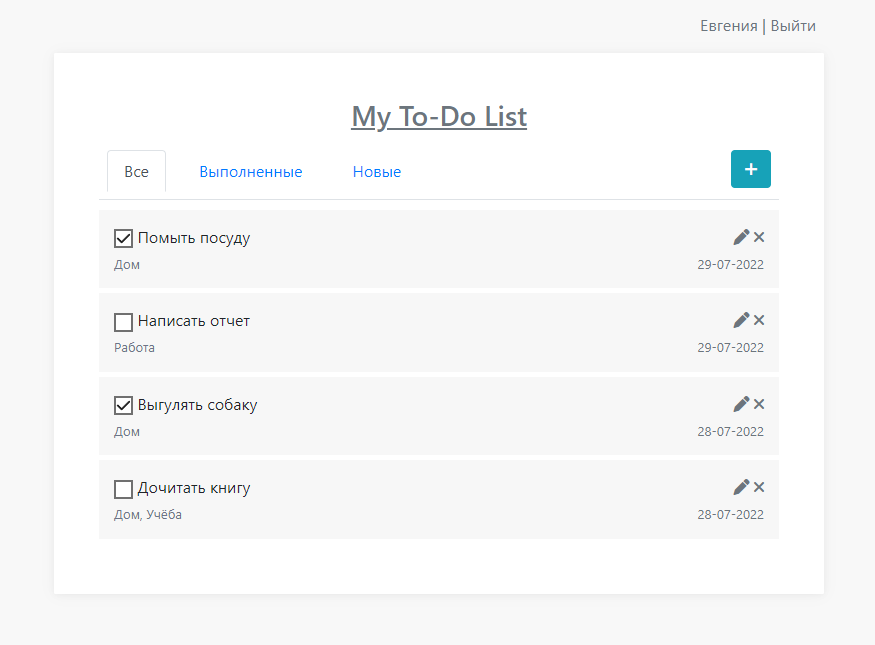 Евгения | Выйти
My To-Do List
Все Выполненные Новые +
Помыть посуду
Дом 29-07-2022
Написать отчет
Работа 29-07-2022
Выгулять собаку
Дом 28-07-2022
Дочитать книгу
Дом, Учёба 28-07-2022